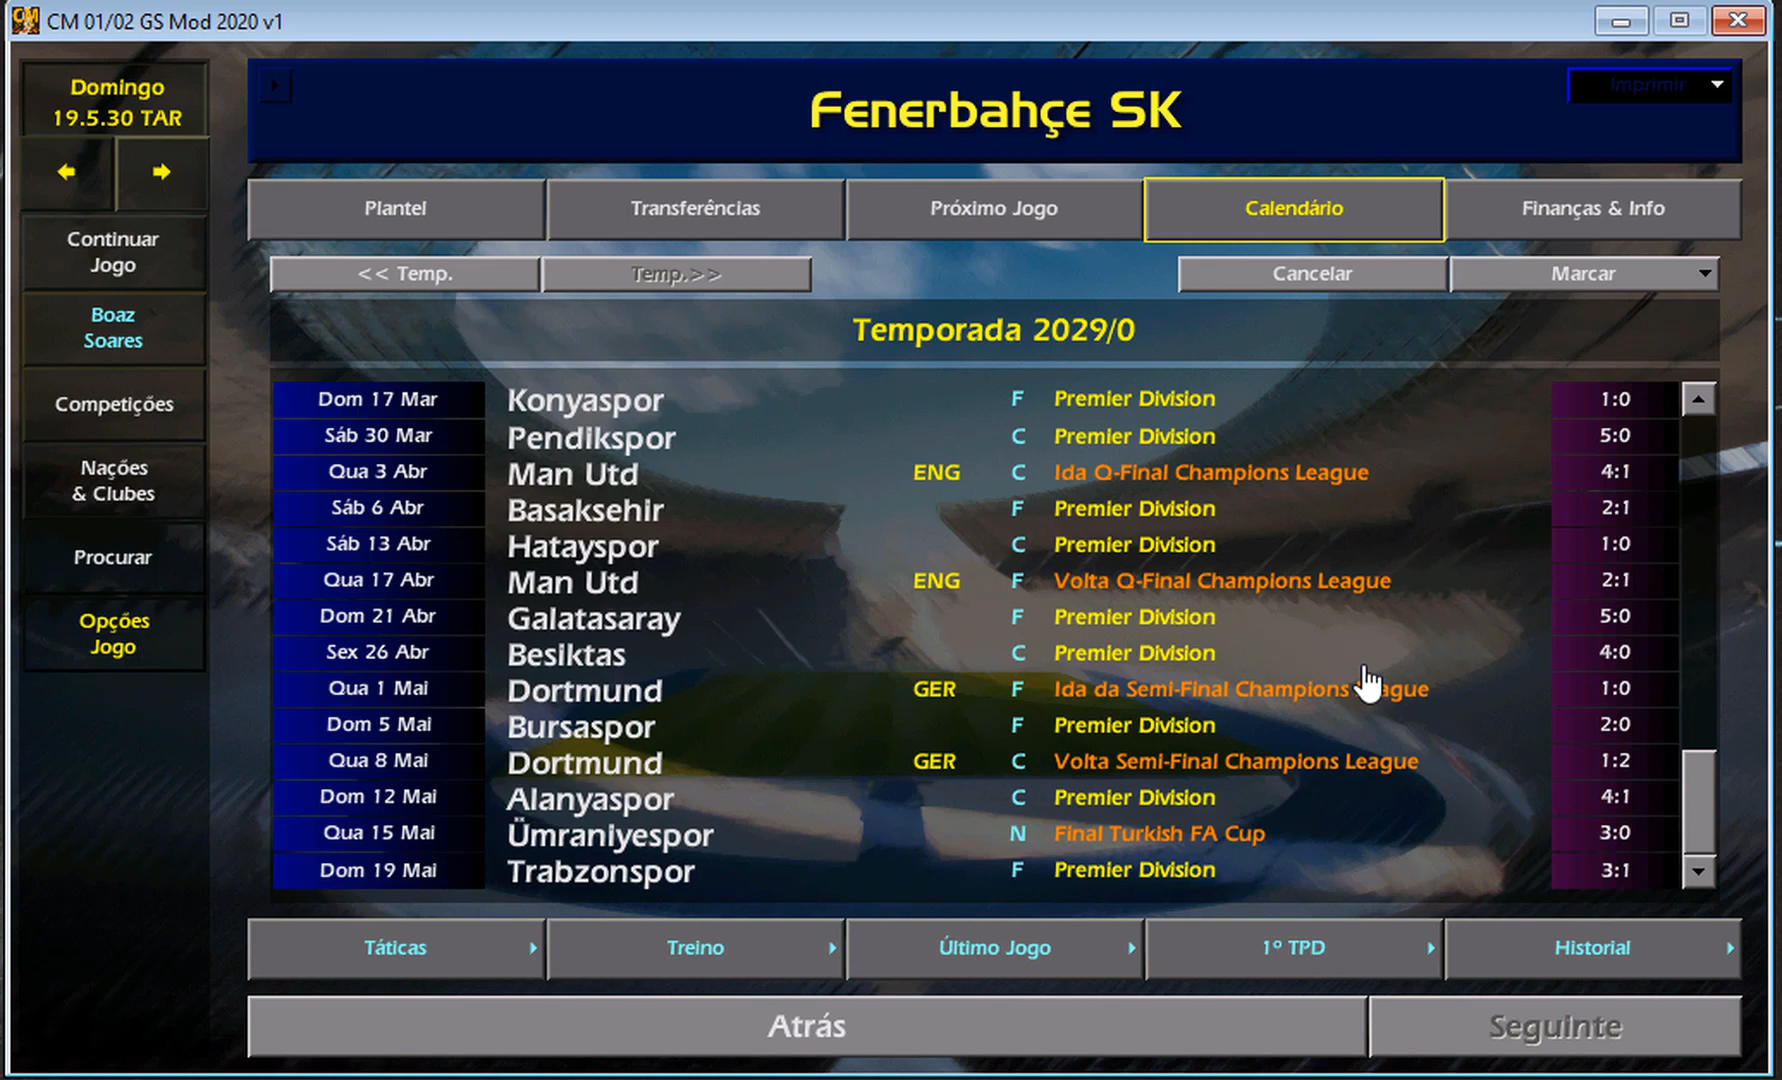 CM 01/02 GS Mod 2020 v1
Domingo
19.5.30 TAR
Fenerbahçe SK
Imprimir
Plantel
Transferências
Próximo Jogo
Calendário
Finanças & Info
Continuar
Jogo
<< Temp.
Temp.>>
Cancelar
Marcar
Boaz
Soares
Temporada 2029/0
Competições
Nações
& Clubes
Procurar
Opções
Jogo
Dom 17 Mar Konyaspor F Premier Division 1:0
Sáb 30 Mar Pendikspor C Premier Division 5:0
Qua 3 Abr Man Utd ENG C Ida Q-Final Champions League 4:1
Sáb 6 Abr Basaksehir F Premier Division 2:1
Sáb 13 Abr Hatayspor C Premier Division 1:0
Qua 17 Abr Man Utd ENG F Volta Q-Final Champions League 2:1
Dom 21 Abr Galatasaray F Premier Division 5:0
Sex 26 Abr Besiktas C Premier Division 4:0
Qua 1 Mai Dortmund GER F Ida da Semi-Final Champions ague 1:0
Dom 5 Mai Bursaspor F Premier Division 2:0
Qua 8 Mai Dortmund GER C Volta Semi-Final Champions League 1:2
Dom 12 Mai Alanyaspor C Premier Division 4:1
Qua 15 Mai Ümraniyespor N Final Turkish FA Cup 3:0
Dom 19 Mai Trabzonspor F Premier Division 3:1
Táticas
Treino
Último Jogo
1º TPD
Historial
Atrás
Seguinte